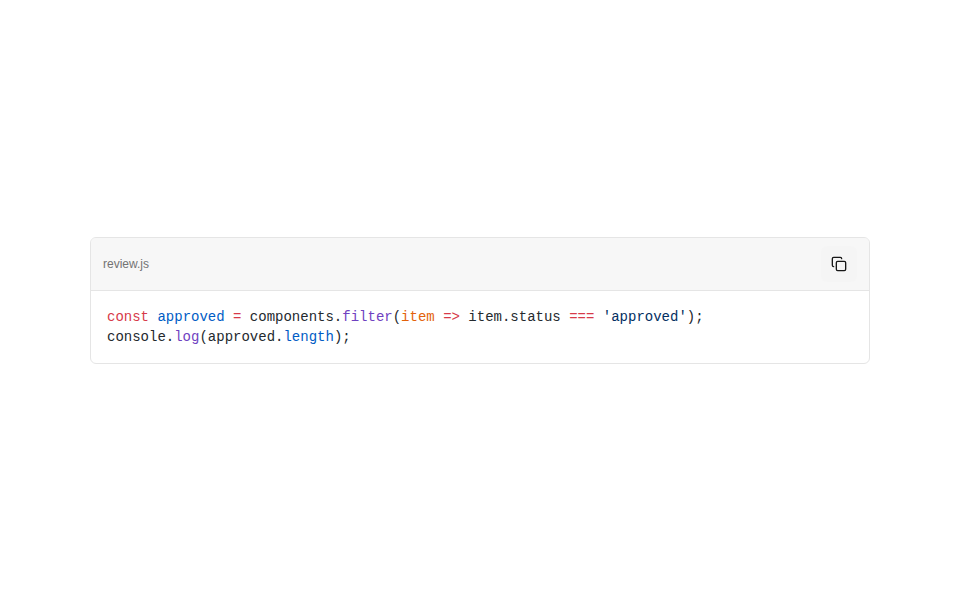 review.js
const approved = components.filter(item => item.status === 'approved');
console.log(approved.length);